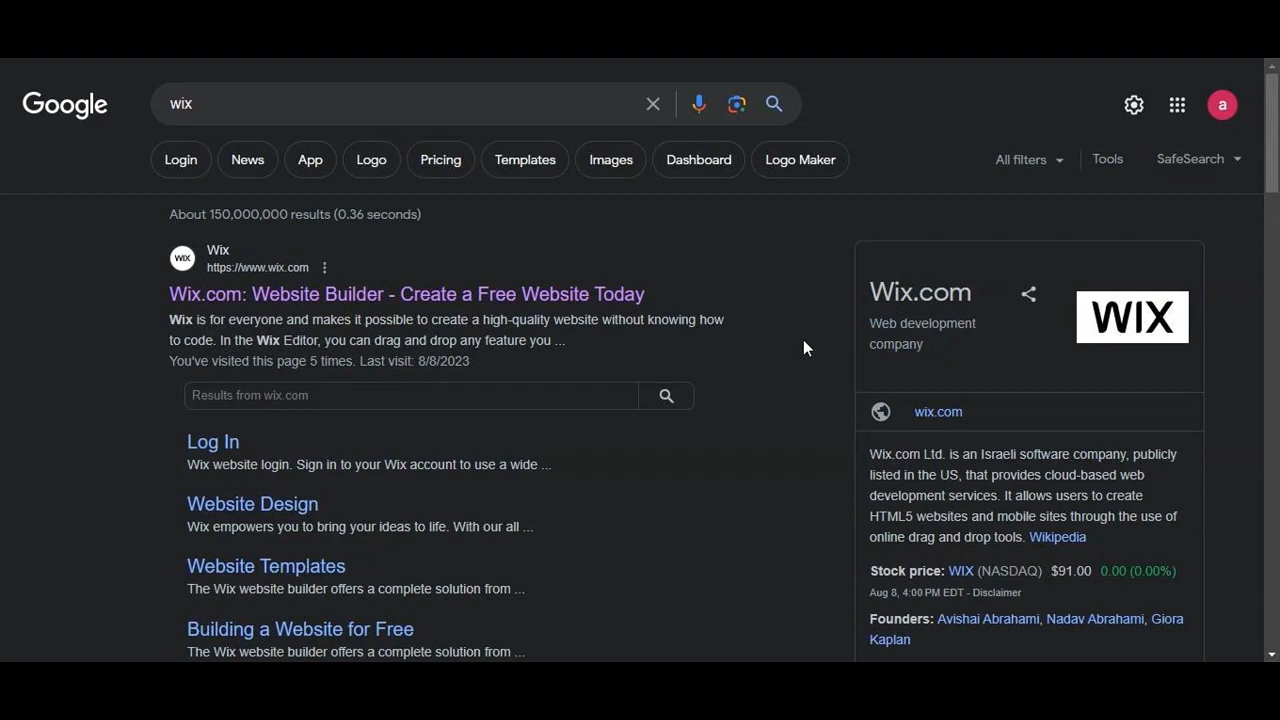 Google
wix
a
Login
News
App
Logo
Pricing
Templates
Images
Dashboard
Logo Maker
All filters
Tools
SafeSearch
About 150,000,000 results (0.36 seconds)
WIX
Wix
https://www.wix.com
Wix.com: Website Builder - Create a Free Website Today
Wix is for everyone and makes it possible to create a high-quality website without knowing how
to code. In the Wix Editor, you can drag and drop any feature you ...
You've visited this page 5 times. Last visit: 8/8/2023
Results from wix.com
Log In
Wix website login. Sign in to your Wix account to use a wide ...
Website Design
Wix empowers you to bring your ideas to life. With our all ...
Website Templates
The Wix website builder offers a complete solution from ...
Building a Website for Free
The Wix website builder offers a complete solution from ...
Wix.com
Web development
company
WIX
wix.com
Wix.com Ltd. is an Israeli software company, publicly
listed in the US, that provides cloud-based web
development services. It allows users to create
HTML5 websites and mobile sites through the use of
online drag and drop tools. Wikipedia
Stock price: WIX (NASDAQ) $91.00 0.00 (0.00%)
Aug 8, 4:00 PM EDT - Disclaimer
Founders: Avishai Abrahami, Nadav Abrahami, Giora
Kaplan